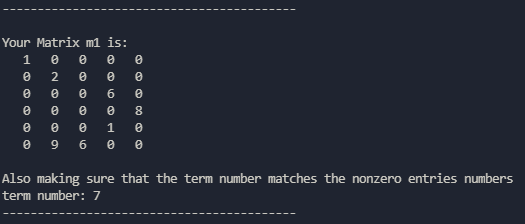 ------------------------------------------
Your Matrix m1 is:
1 0 0 0 0
0 2 0 0 0
0 0 0 6 0
0 0 0 0 8
0 0 0 1 0
0 9 6 0 0
Also making sure that the term number matches the nonzero entries numbers
term number: 7
------------------------------------------